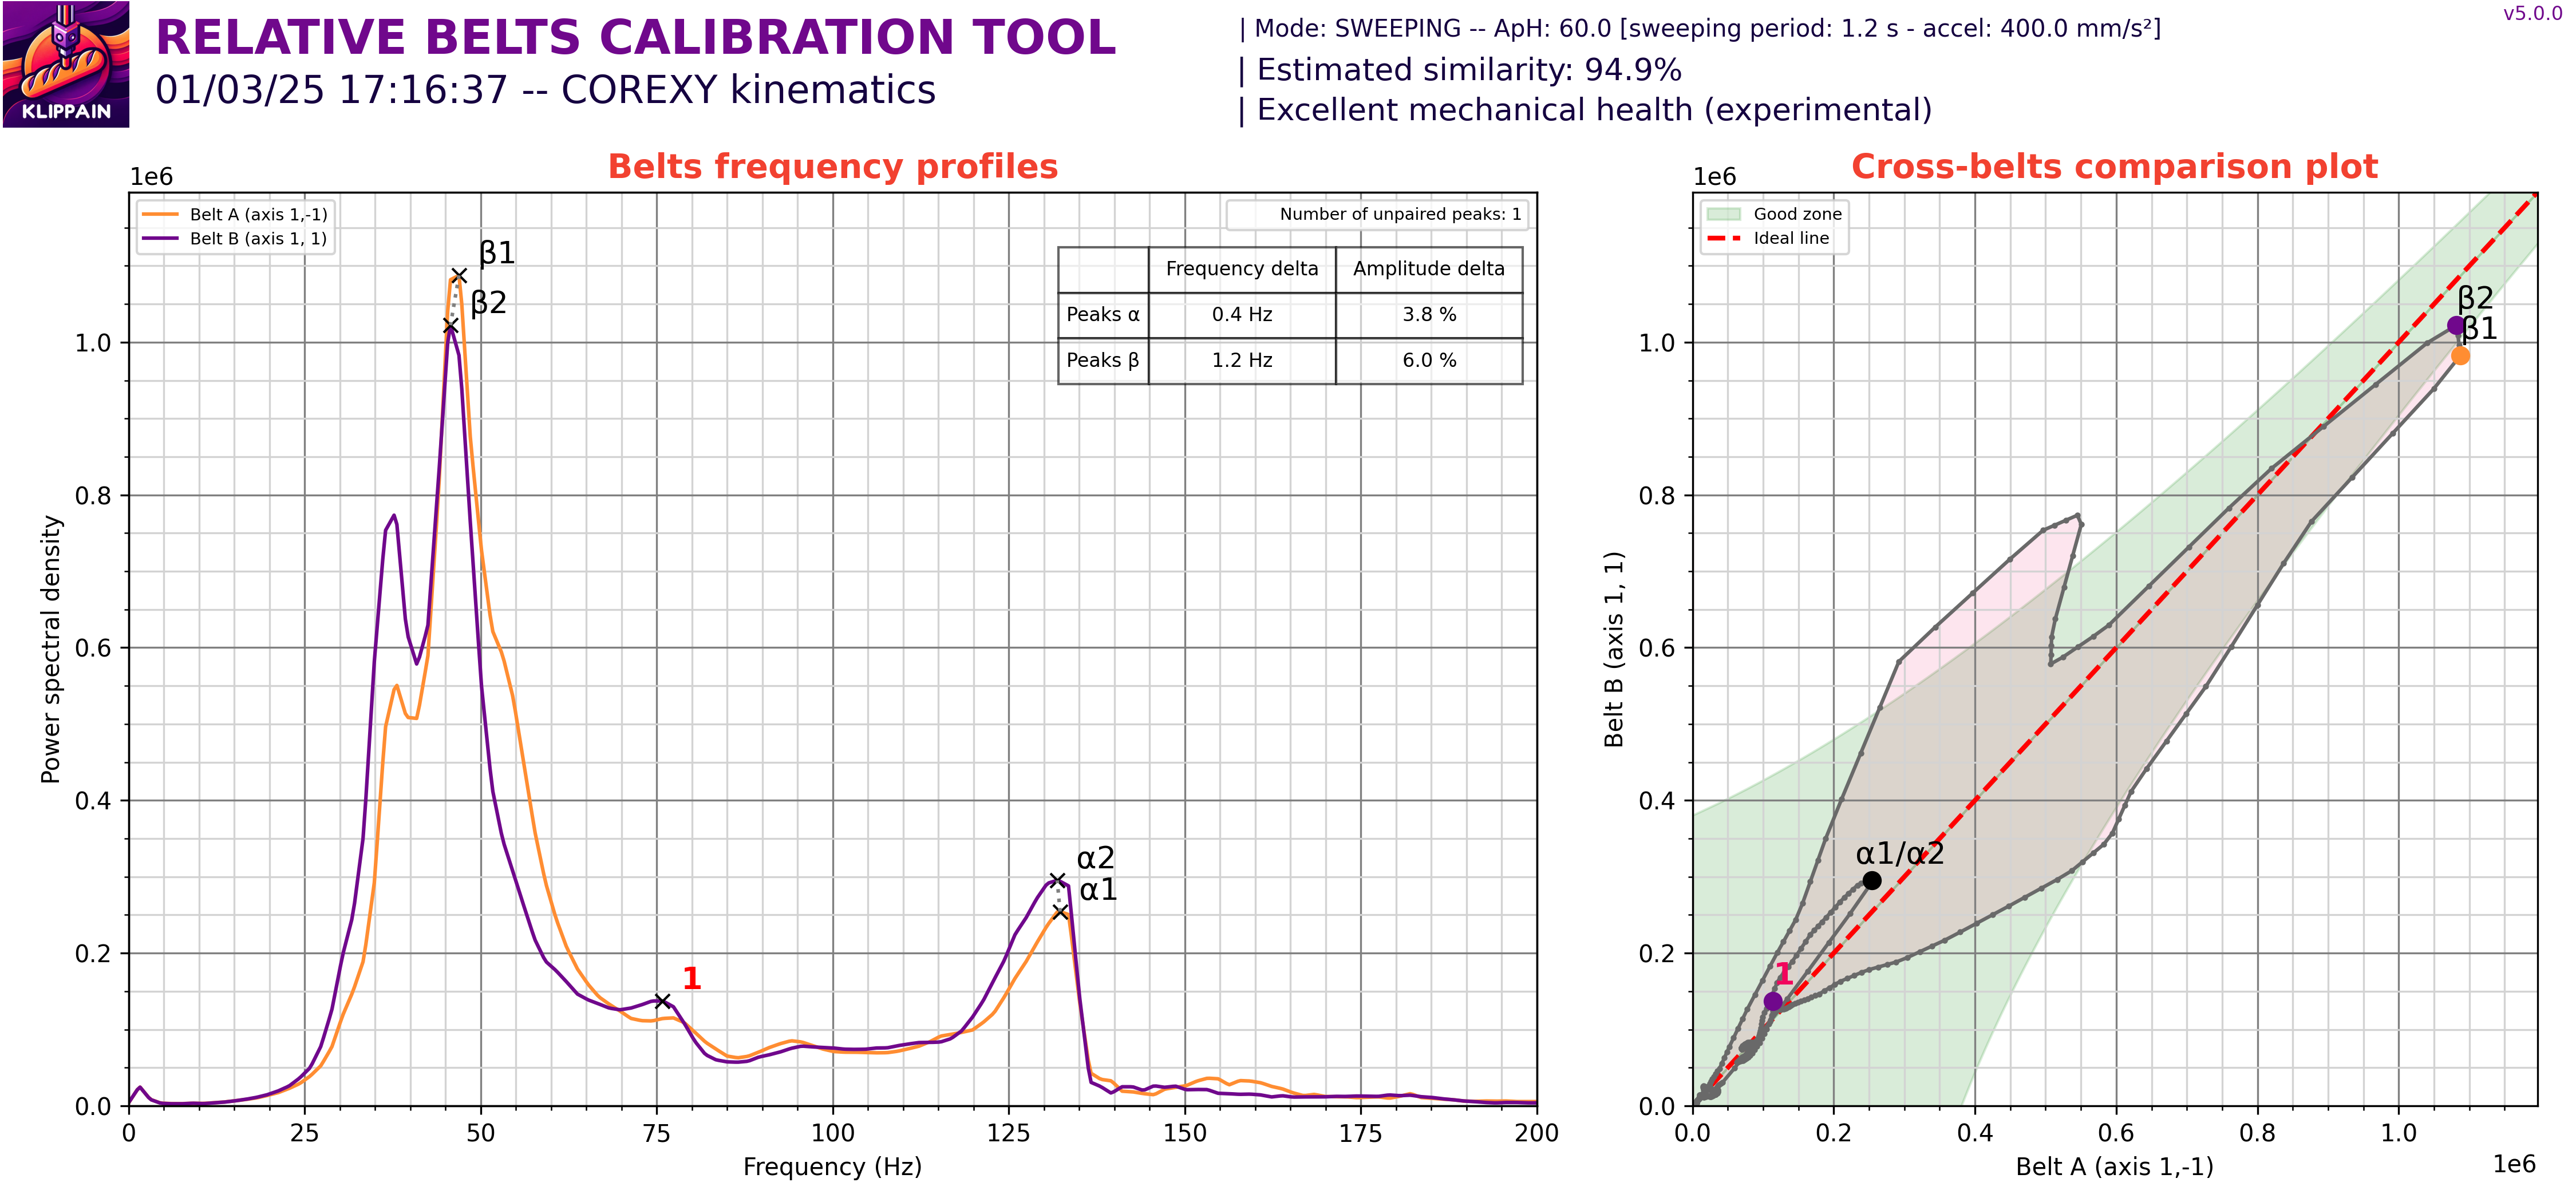 KLIPPAIN
RELATIVE BELTS CALIBRATION TOOL
01/03/25 17:16:37 -- COREXY kinematics
| Mode: SWEEPING -- ApH: 60.0 [sweeping period: 1.2 s - accel: 400.0 mm/s²]
| Estimated similarity: 94.9%
| Excellent mechanical health (experimental)
v5.0.0
Belts frequency profiles
1e6
Belt A (axis 1,-1)
Belt B (axis 1, 1)
Number of unpaired peaks: 1
Frequency delta Amplitude delta
Peaks α 0.4 Hz 3.8 %
Peaks β 1.2 Hz 6.0 %
β1
β2
α2
α1
1
Power spectral density
1.0
0.8
0.6
0.4
0.2
0.0
0 25 50 75 100 125 150 175 200
Frequency (Hz)
Cross-belts comparison plot
1e6
Good zone
Ideal line
β2
β1
α1/α2
1
Belt B (axis 1, 1)
1.0
0.8
0.6
0.4
0.2
0.0
0.0 0.2 0.4 0.6 0.8 1.0
Belt A (axis 1,-1)
1e6